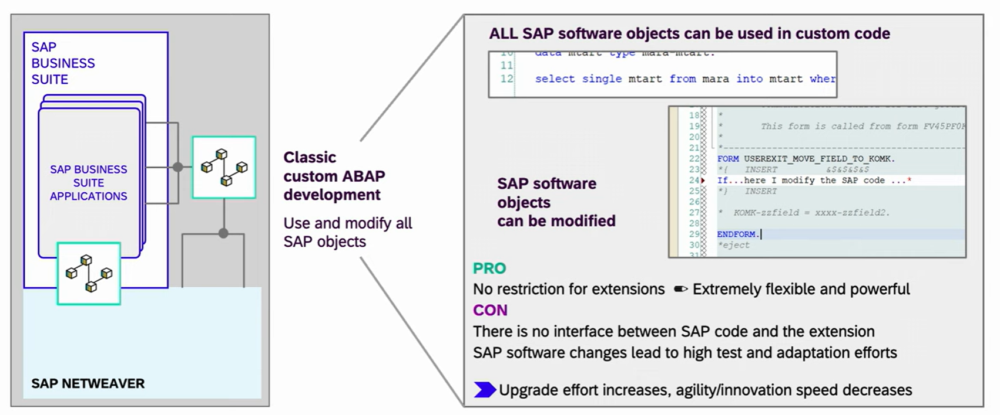 SAP
BUSINESS
SUITE
SAP BUSINESS
SUITE
APPLICATIONS
SAP NETWEAVER
Classic
custom ABAP
development
Use and modify all
SAP objects
ALL SAP software objects can be used in custom code
10 data mtart type mara-mtart.
11
12 select single mtart from mara into mtart wher
SAP software
objects
can be modified
18 *
19 * This form is called from form FV45PF0K
20 *
21 *----------------------------------------------
22 FORM USEREXIT_MOVE_FIELD_TO_KOMK.
23 *{ INSERT &$&$&$&$
24 If...here I modify the SAP code ...*
25 *} INSERT
26
27 * KOMK-zzfield = xxxx-zzfield2.
28
29 ENDFORM.
30 *eject
31
PRO
No restriction for extensions ✏ Extremely flexible and powerful
CON
There is no interface between SAP code and the extension
SAP software changes lead to high test and adaptation efforts
Upgrade effort increases, agility/innovation speed decreases